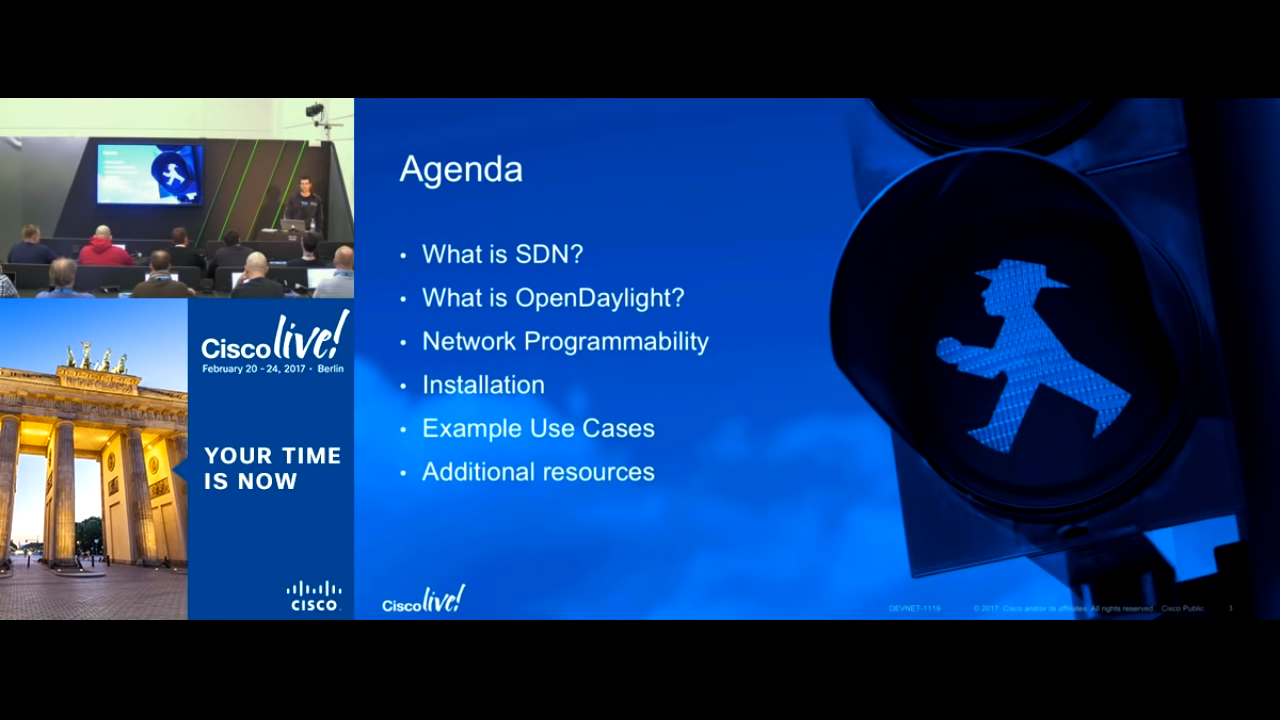 Agenda
• What is SDN?
• What is OpenDaylight?
• Network Programmability
• Installation
• Example Use Cases
• Additional resources
Cisco live!
February 20 - 24, 2017 • Berlin
YOUR TIME
IS NOW
CISCO
Cisco live!
DEVNET-1119 © 2017 Cisco and/or its affiliates. All rights reserved. Cisco Public 3